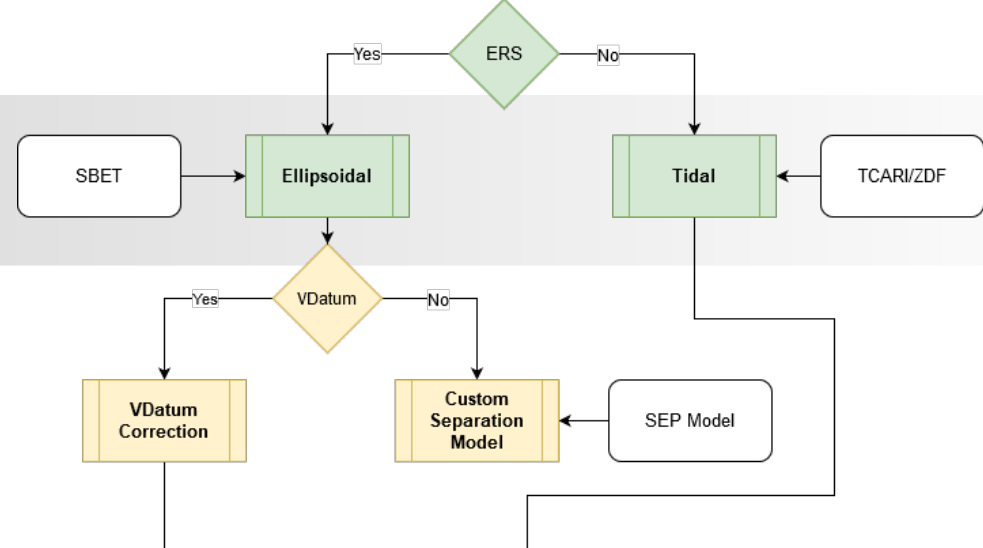 ERS
Yes
No
SBET
Ellipsoidal
Tidal
TCARI/ZDF
VDatum
Yes
No
VDatum
Correction
Custom
Separation
Model
SEP Model